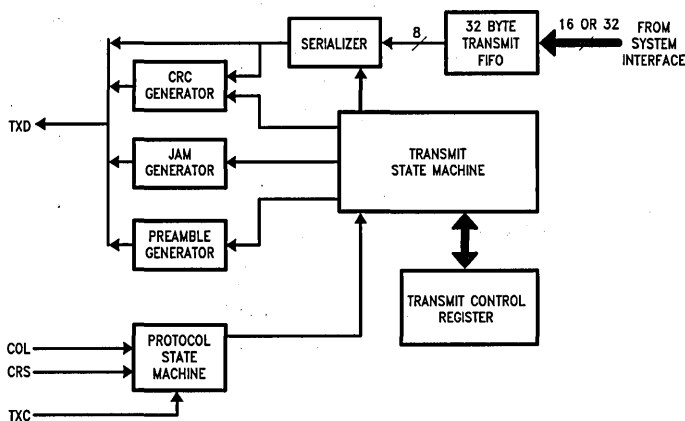 SERIALIZER
8
32 BYTE
TRANSMIT
FIFO
16 OR 32
FROM
SYSTEM
INTERFACE
CRC
GENERATOR
TXD
JAM
GENERATOR
TRANSMIT
STATE MACHINE
PREAMBLE
GENERATOR
TRANSMIT CONTROL
REGISTER
COL
CRS
PROTOCOL
STATE
MACHINE
TXC